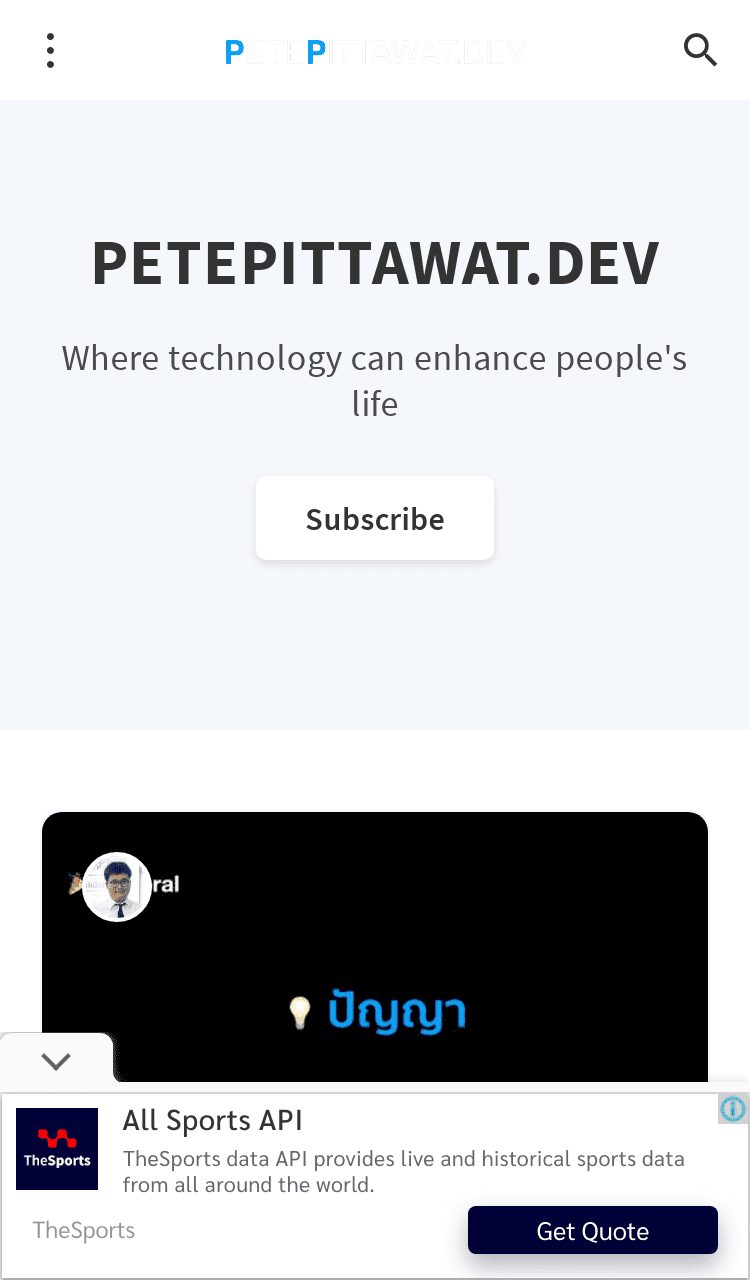 PETEPITTAWAT.DEV
PETEPITTAWAT.DEV
Where technology can enhance people's
life
Subscribe
ral
ปัญญา
All Sports API
TheSports
TheSports data API provides live and historical sports data
from all around the world.
TheSports
Get Quote